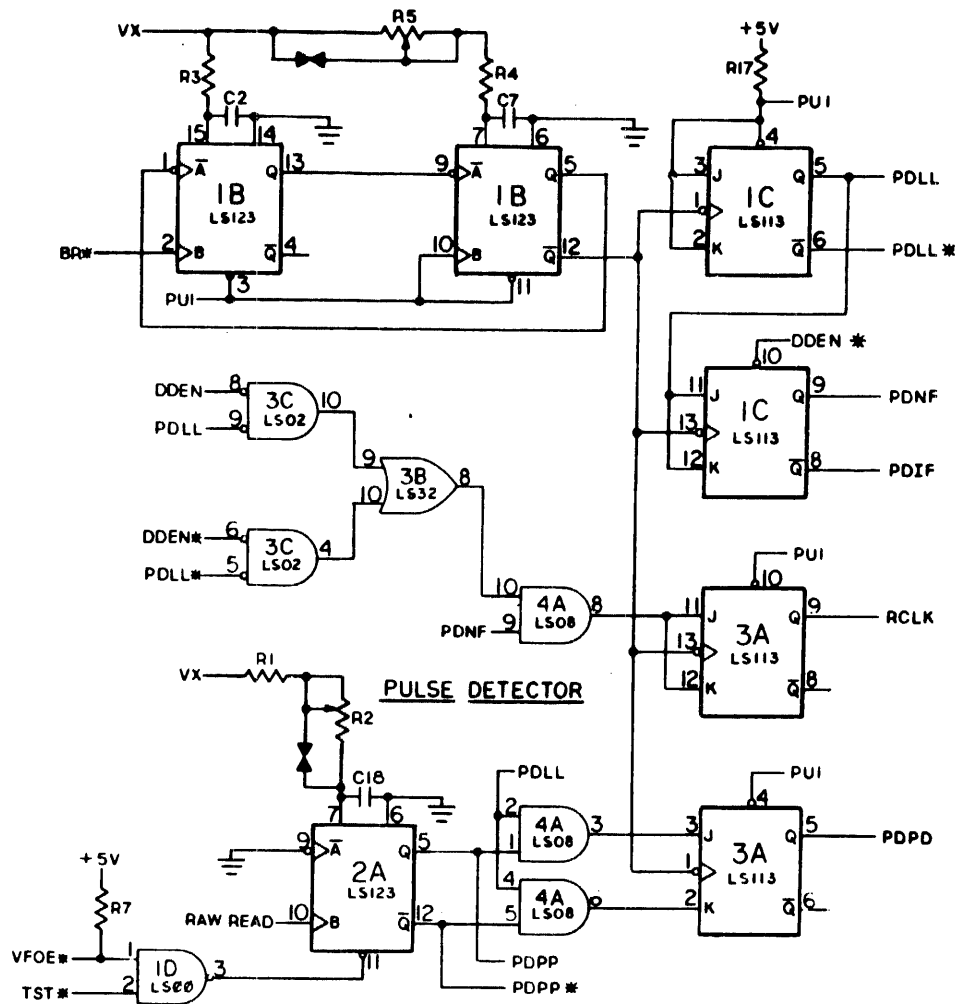 VX
R5
+5V
R3
R4
R17
C2
C7
PU1
15
14
7
6
4
1
A
Q
13
9
A
Q
5
3
J
Q
5
PDLL
1B
LS123
1B
LS123
1
1C
LS113
BR*
2
B
Q
4
10
B
Q
12
2
K
Q
6
PDLL*
3
11
PU1
DDEN*
10
DDEN
8
3C
LS02
10
11
J
Q
9
PDNF
PDLL
9
13
1C
LS113
9
3B
LS32
8
10
12
K
Q
8
PDIF
DDEN*
6
3C
LS02
4
PDLL*
5
PU1
10
10
4A
LS08
8
11
J
Q
9
RCLK
PDNF
9
13
3A
LS113
12
K
Q
8
VX
R1
R2
PULSE DETECTOR
C18
PDLL
PU1
7
6
4
2
4A
LS08
3
3
J
Q
5
PDPD
9
A
Q
5
1
1
3A
LS113
2A
LS123
4
4A
LS08
2
K
Q
6
+5V
R7
RAW READ
10
B
Q
12
5
11
VFOE*
1
1D
LS00
3
TST*
2
PDPP
PDPP*